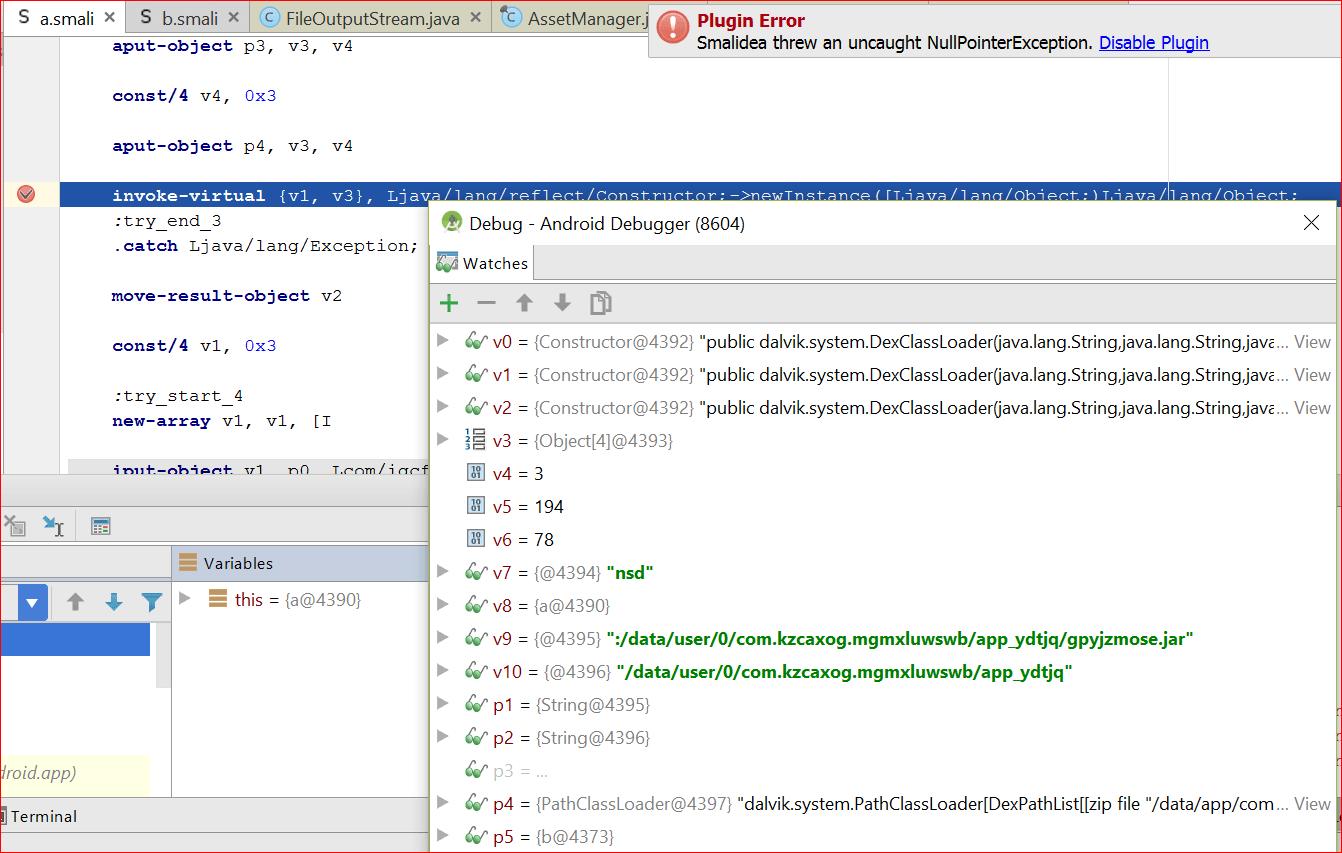 a.smali
b.smali
FileOutputStream.java
AssetManager.j
Plugin Error
Smalidea threw an uncaught NullPointerException. Disable Plugin
aput-object p3, v3, v4
const/4 v4, 0x3
aput-object p4, v3, v4
invoke-virtual {v1, v3}, Ljava/lang/reflect/Constructor;->newInstance([Ljava/lang/Object;)Ljava/lang/Object;
:try_end_3
.catch Ljava/lang/Exception;
move-result-object v2
const/4 v1, 0x3
:try_start_4
new-array v1, v1, [I
iput-object v1, p0, Lcom/igcf
Variables
this = {a@4390}
droid.app)
Terminal
Debug - Android Debugger (8604)
Watches
v0 = {Constructor@4392} "public dalvik.system.DexClassLoader(java.lang.String,java.lang.String,java... View
v1 = {Constructor@4392} "public dalvik.system.DexClassLoader(java.lang.String,java.lang.String,java... View
v2 = {Constructor@4392} "public dalvik.system.DexClassLoader(java.lang.String,java.lang.String,java... View
v3 = {Object[4]@4393}
v4 = 3
v5 = 194
v6 = 78
v7 = {@4394} "nsd"
v8 = {a@4390}
v9 = {@4395} ":/data/user/0/com.kzcaxog.mgmxluwswb/app_ydtjq/gpyjzmose.jar"
v10 = {@4396} "/data/user/0/com.kzcaxog.mgmxluwswb/app_ydtjq"
p1 = {String@4395}
p2 = {String@4396}
p3 = ...
p4 = {PathClassLoader@4397} "dalvik.system.PathClassLoader[DexPathList[[zip file "/data/app/com... View
p5 = {b@4373}